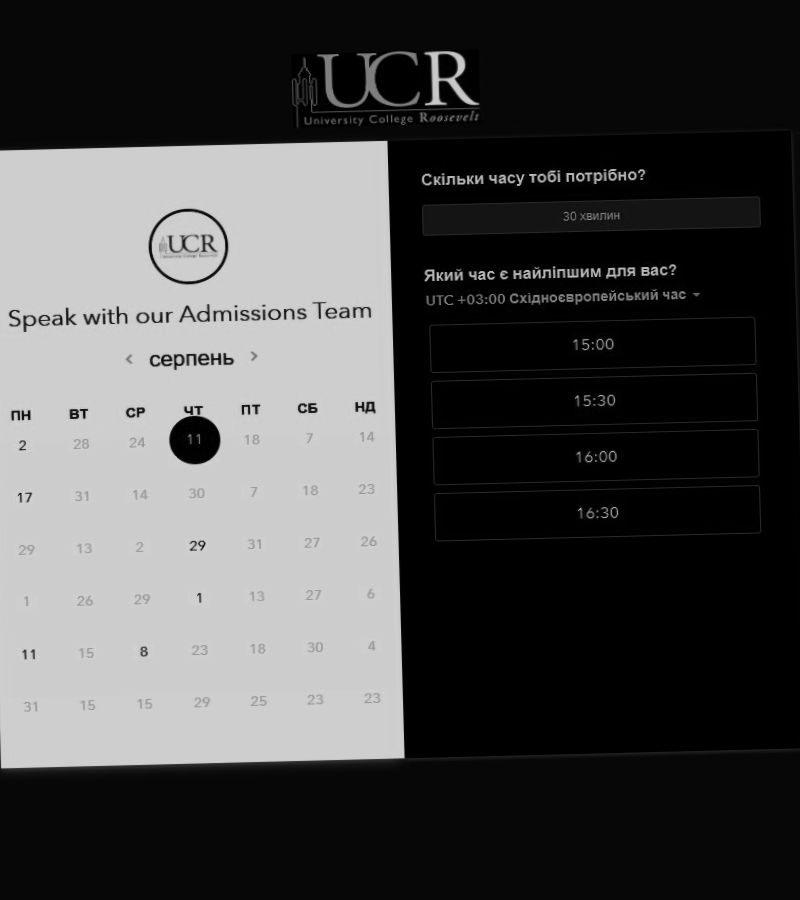 UCR
University College Roosevelt
UCR
University College Roosevelt
Speak with our Admissions Team
серпень
ПН ВТ СР ЧТ ПТ СБ НД
2 28 24 11 18 7 14
17 31 14 30 7 18 23
29 13 2 29 31 27 26
1 26 29 1 13 27 6
11 15 8 23 18 30 4
31 15 15 29 25 23 23
Скільки часу тобі потрібно?
30 хвилин
Який час є найліпшим для вас?
UTC +03:00 Східноєвропейський час
15:00
15:30
16:00
16:30